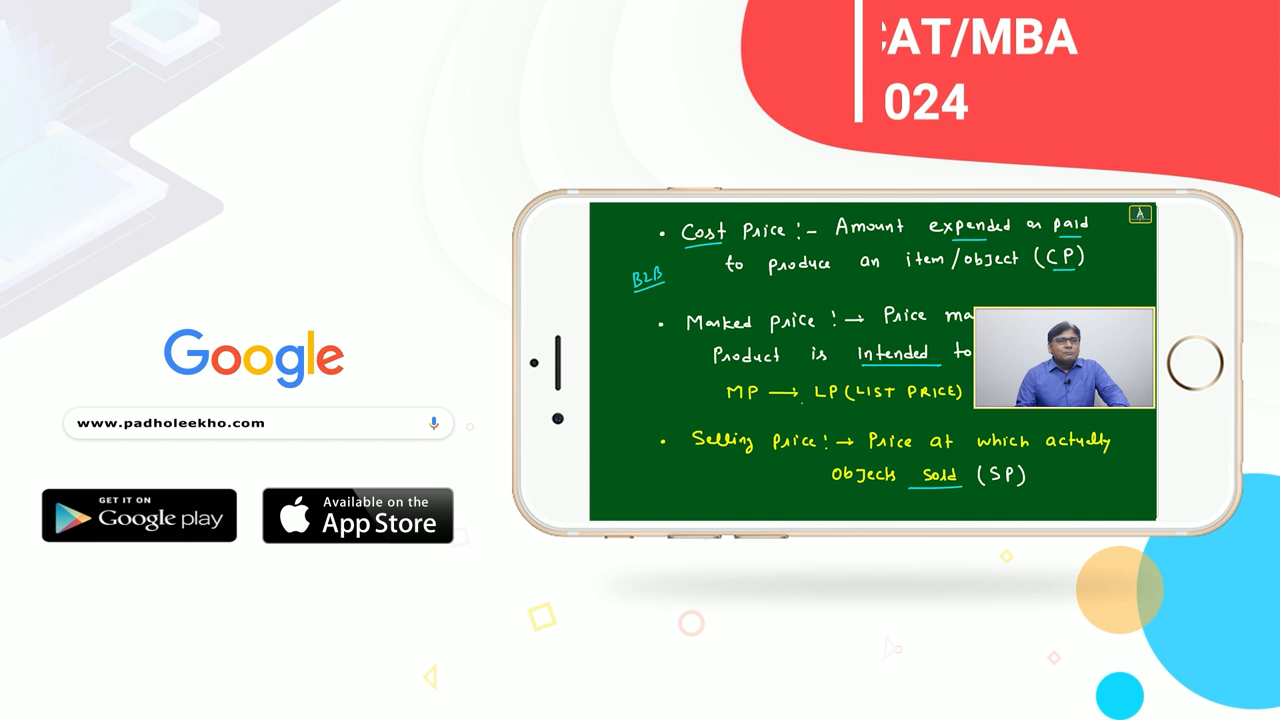 AT/MBA
024
Cost Price :- Amount expended or paid
to produce an item/object (CP)
B2B
Marked price :→ Price ma
Product is Intended to
MP → LP (LIST PRICE)
Selling Price :→ Price at which actually
Objects sold (SP)
Google
www.padholeekho.com
GET IT ON
Google play
Available on the
App Store